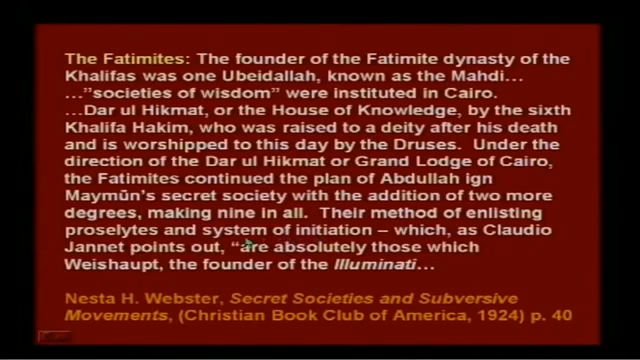 The Fatimites: The founder of the Fatimite dynasty of the
Khalifas was one Ubeidallah, known as the Mahdi…
…”societies of wisdom” were instituted in Cairo.
…Dar ul Hikmat, or the House of Knowledge, by the sixth
Khalifa Hakim, who was raised to a deity after his death
and is worshipped to this day by the Druses. Under the
direction of the Dar ul Hikmat or Grand Lodge of Cairo,
the Fatimites continued the plan of Abdullah ign
Maymūn’s secret society with the addition of two more
degrees, making nine in all. Their method of enlisting
proselytes and system of initiation – which, as Claudio
Jannet points out, “are absolutely those which
Weishaupt, the founder of the Illuminati…
Nesta H. Webster, Secret Societies and Subversive
Movements, (Christian Book Club of America, 1924) p. 40